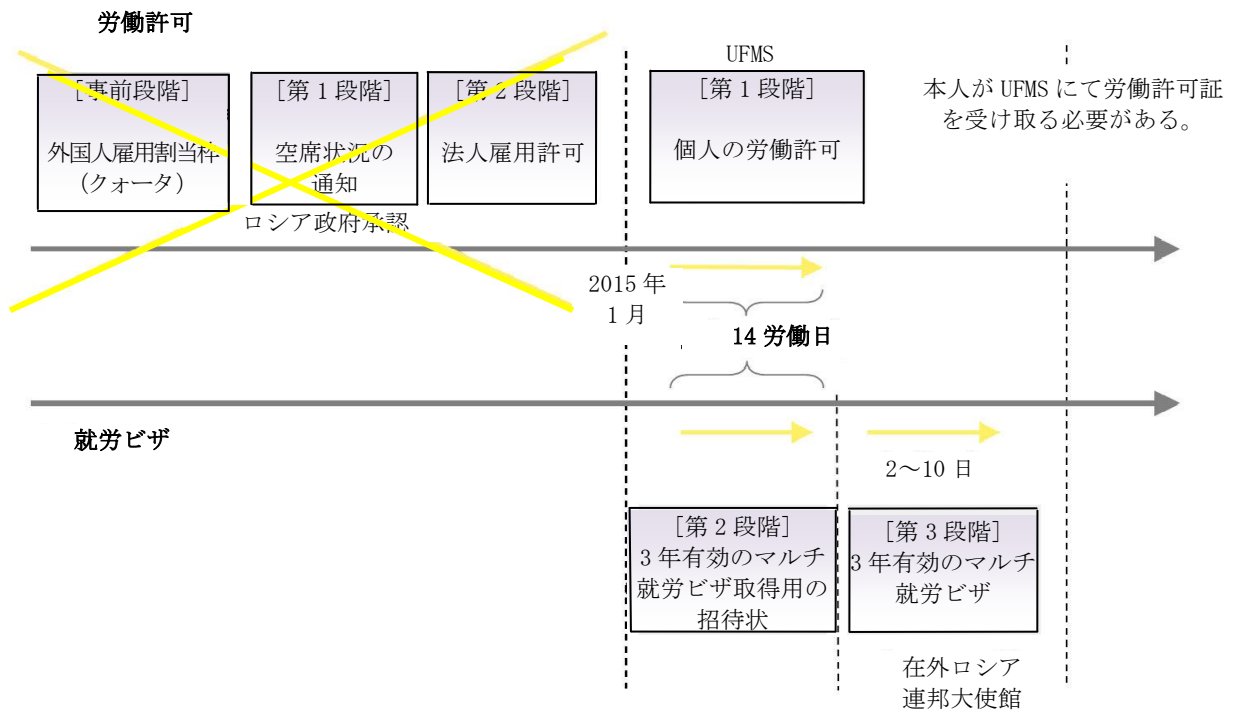 労働許可
[事前段階]
外国人雇用割当枠
(クォータ)
[第1段階]
空席状況の
通知
[第2段階]
法人雇用許可
ロシア政府承認
UFMS
[第1段階]
個人の労働許可
本人が UFMS にて労働許可証
を受け取る必要がある。
2015 年
1 月
14 労働日
就労ビザ
2～10 日
[第2段階]
3 年有効のマルチ
就労ビザ取得用の
招待状
[第3段階]
3 年有効のマルチ
就労ビザ
在外ロシア
連邦大使館